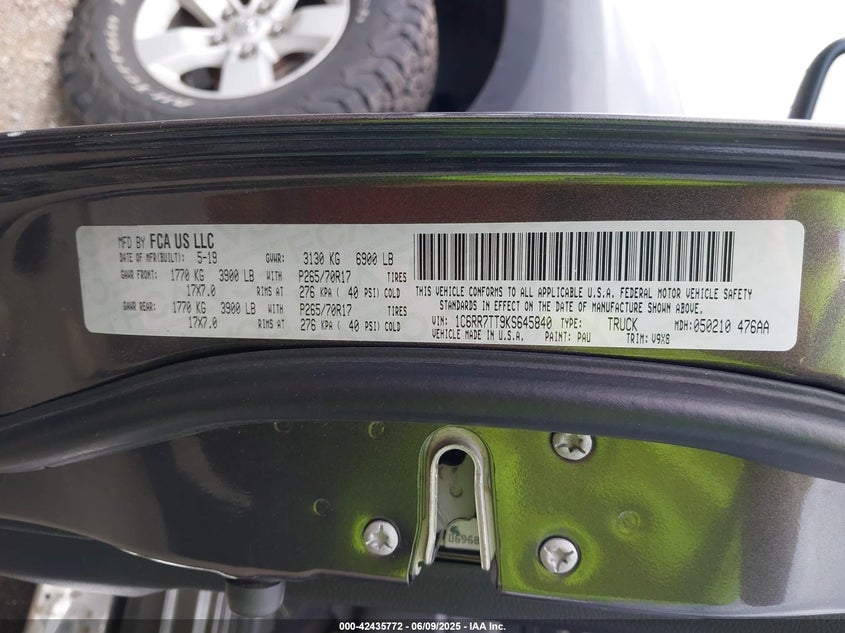 MFD BY FCA US LLC
DATE OF MFR(BUILT): 5-19 GVWR: 3130 KG 6900 LB
GAWR FRONT: 1770 KG 3900 LB WITH P265/70R17 TIRES
17X7.0 RIMS AT 276 KPA ( 40 PSI) COLD
GAWR REAR: 1770 KG 3900 LB WITH P265/70R17 TIRES
17X7.0 RIMS AT 276 KPA ( 40 PSI) COLD
THIS VEHICLE CONFORMS TO ALL APPLICABLE U.S.A. FEDERAL MOTOR VEHICLE SAFETY
STANDARDS IN EFFECT ON THE DATE OF MANUFACTURE SHOWN ABOVE.
VIN: 1C6RR7TT9KS645840 TYPE: TRUCK MDH:050210 476AA
VEHICLE MADE IN U.S.A. PAINT: PAU TRIM: V9X8
000-42435772 - 06/09/2025 - IAA Inc.